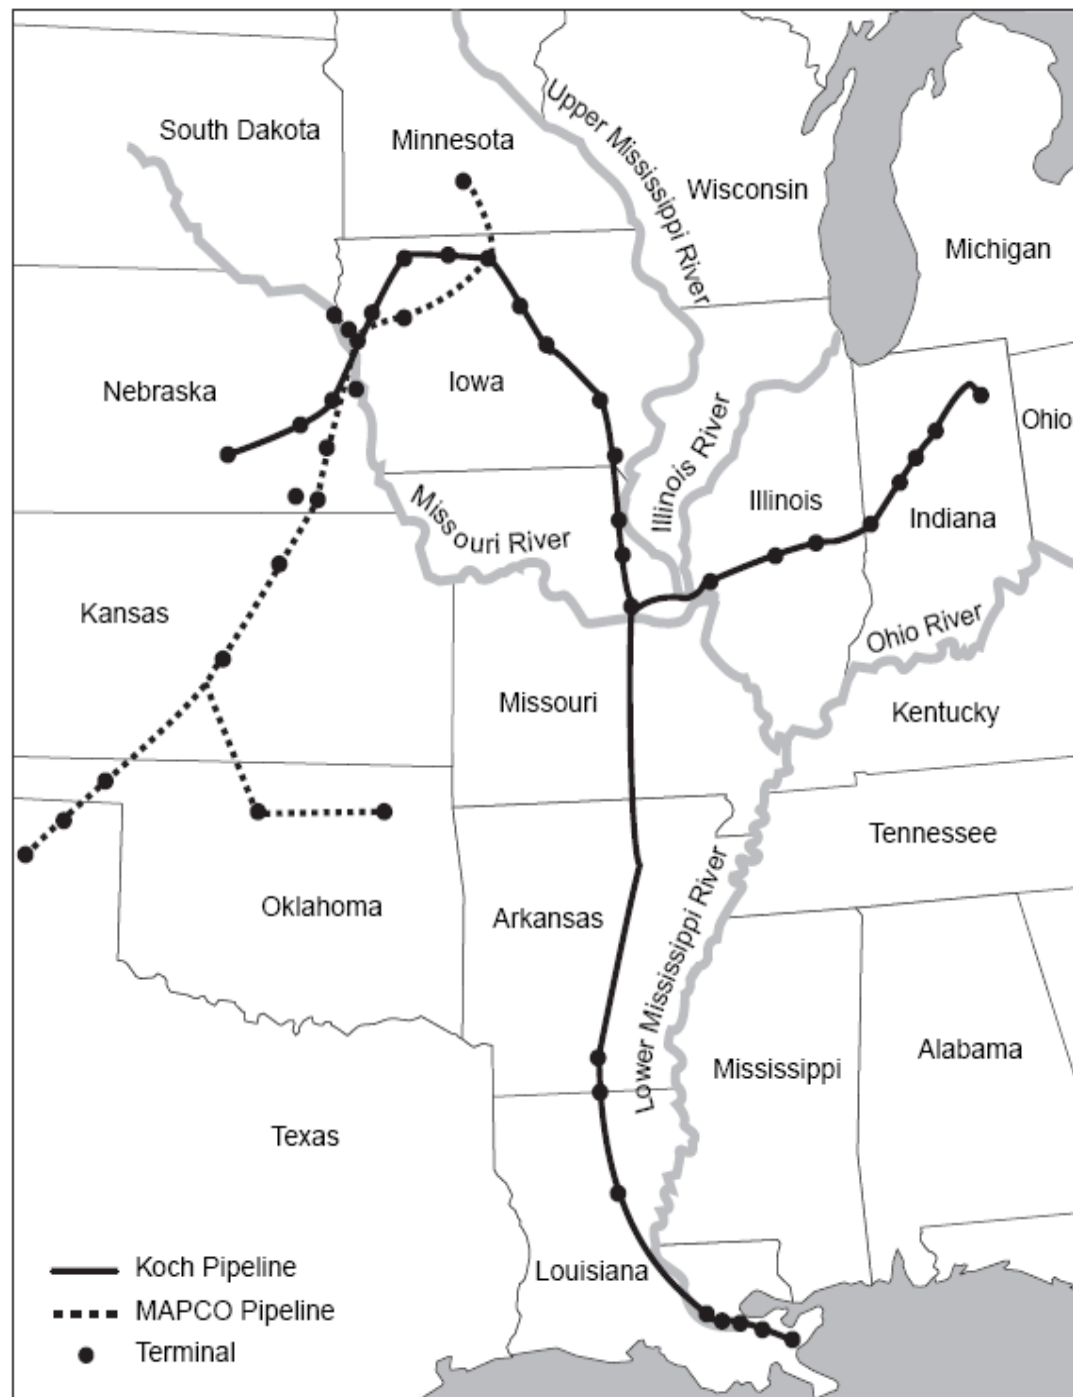 South Dakota
Minnesota
Upper Mississippi River
Wisconsin
Michigan
Nebraska
Iowa
Illinois River
Ohio
Missouri River
Illinois
Indiana
Kansas
Ohio River
Missouri
Kentucky
Tennessee
Oklahoma
Arkansas
Lower Mississippi River
Mississippi
Alabama
Texas
Louisiana
Koch Pipeline
MAPCO Pipeline
Terminal